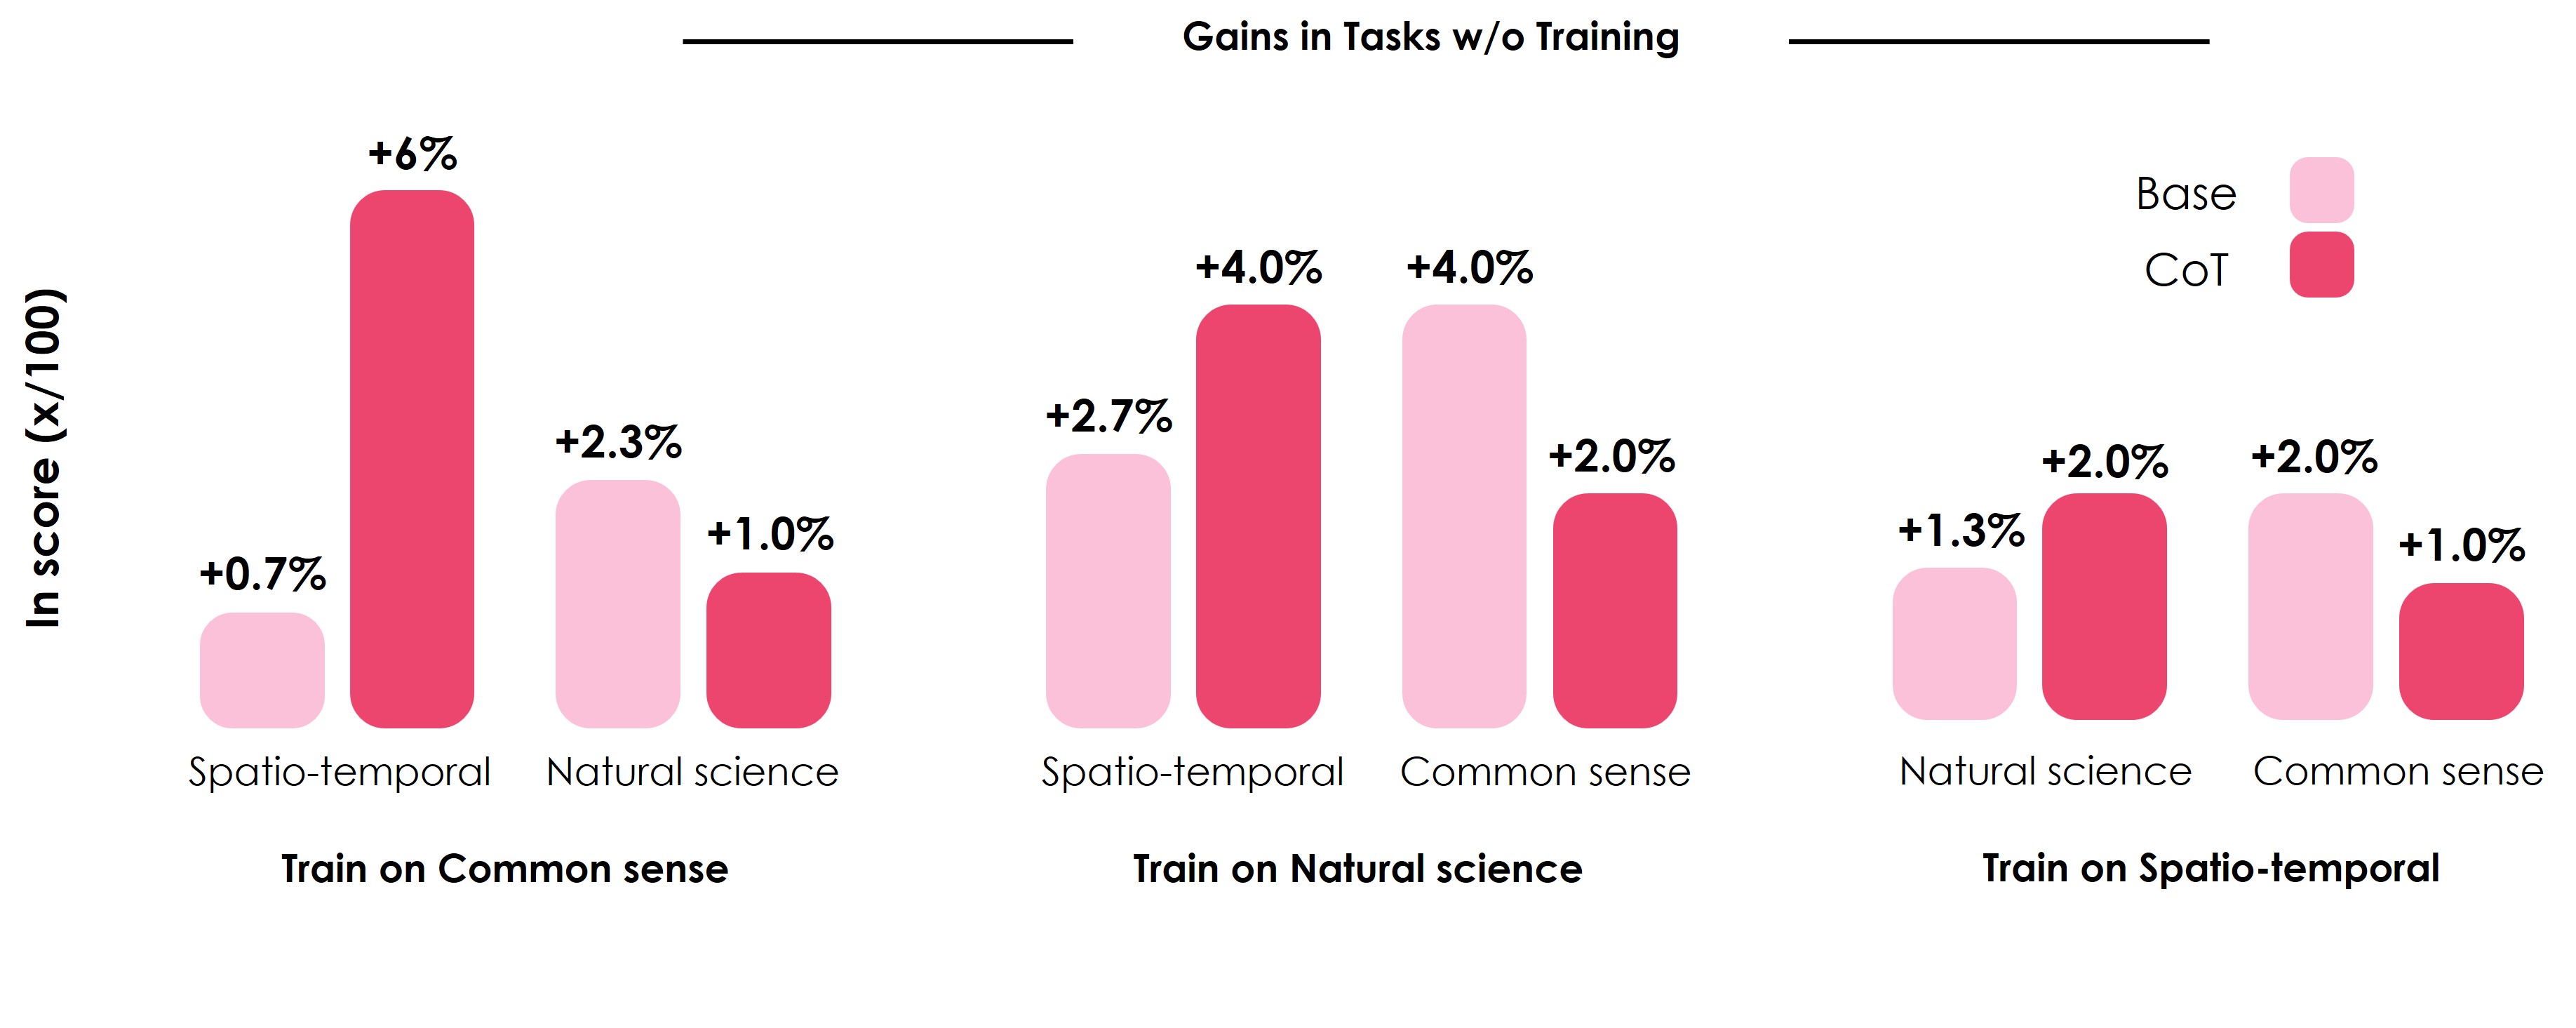 Gains in Tasks w/o Training
In score (x/100)
Base
CoT
+0.7%
+6%
+2.3%
+1.0%
+2.7%
+4.0%
+4.0%
+2.0%
+1.3%
+2.0%
+2.0%
+1.0%
Spatio-temporal
Natural science
Spatio-temporal
Common sense
Natural science
Common sense
Train on Common sense
Train on Natural science
Train on Spatio-temporal